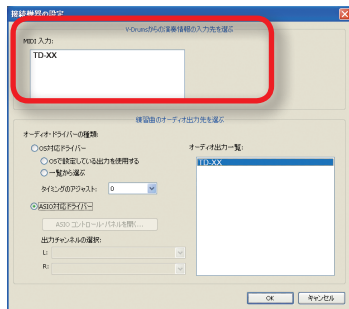 接続機器の設定
V-Drumsからの演奏情報の入力先を選ぶ
MIDI 入力:
TD-XX
練習曲のオーディオ出力先を選ぶ
オーディオ・ドライバーの種類:
OS対応ドライバー
OSで設定している出力を使用する
一覧から選ぶ
タイミングのアジャスト:
0
ASIO対応ドライバー
ASIO コントロール・パネルを開く...
出力チャンネルの選択:
L:
R:
オーディオ出力一覧:
TD-XX
OK
キャンセル